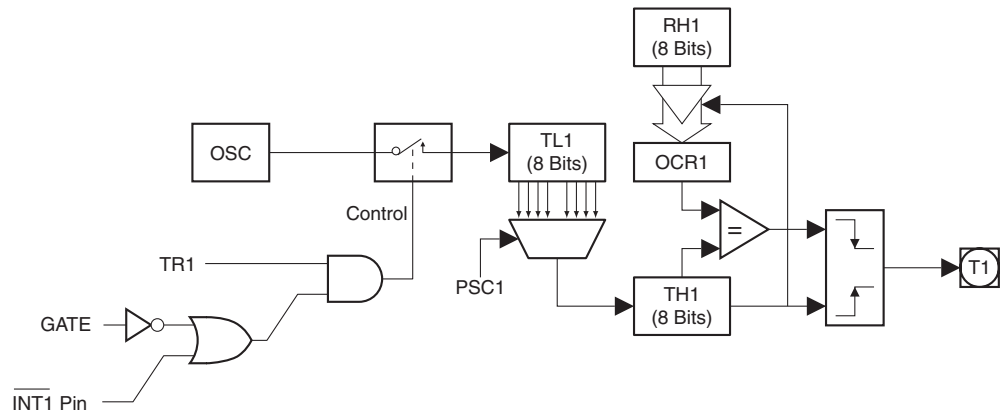 RH1
(8 Bits)
OSC
TL1
(8 Bits)
OCR1
Control
=
TR1
PSC1
TH1
(8 Bits)
T1
GATE
INT1 Pin